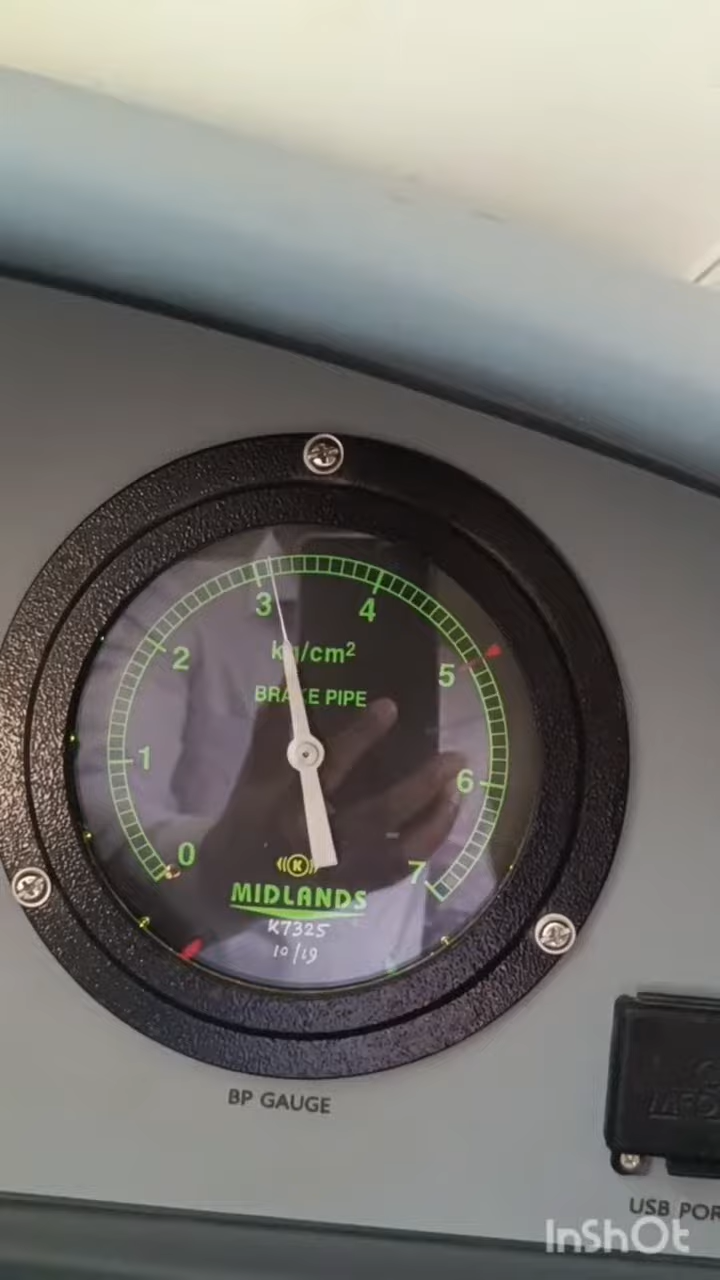 3
4
2
kg/cm²
5
BRAKE PIPE
1
6
0
7
K
MIDLANDS
K7325
10/19
BP GAUGE
USB POR
InShOt